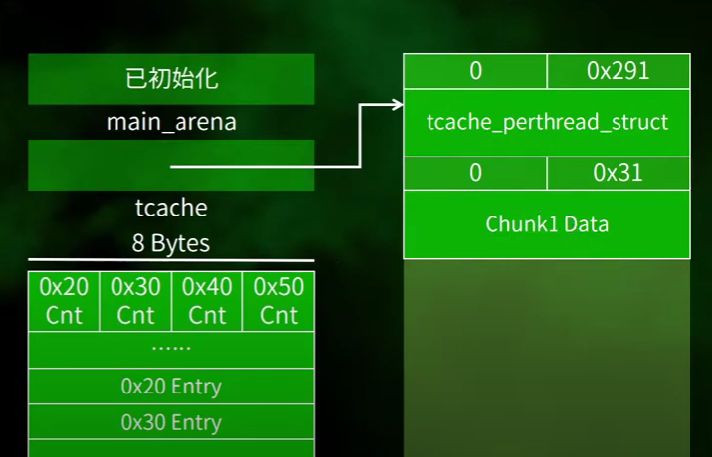 已初始化
main_arena
tcache
8 Bytes
0x20 0x30 0x40 0x50
Cnt Cnt Cnt Cnt
......
0x20 Entry
0x30 Entry
0 0x291
tcache_perthread_struct
0 0x31
Chunk1 Data